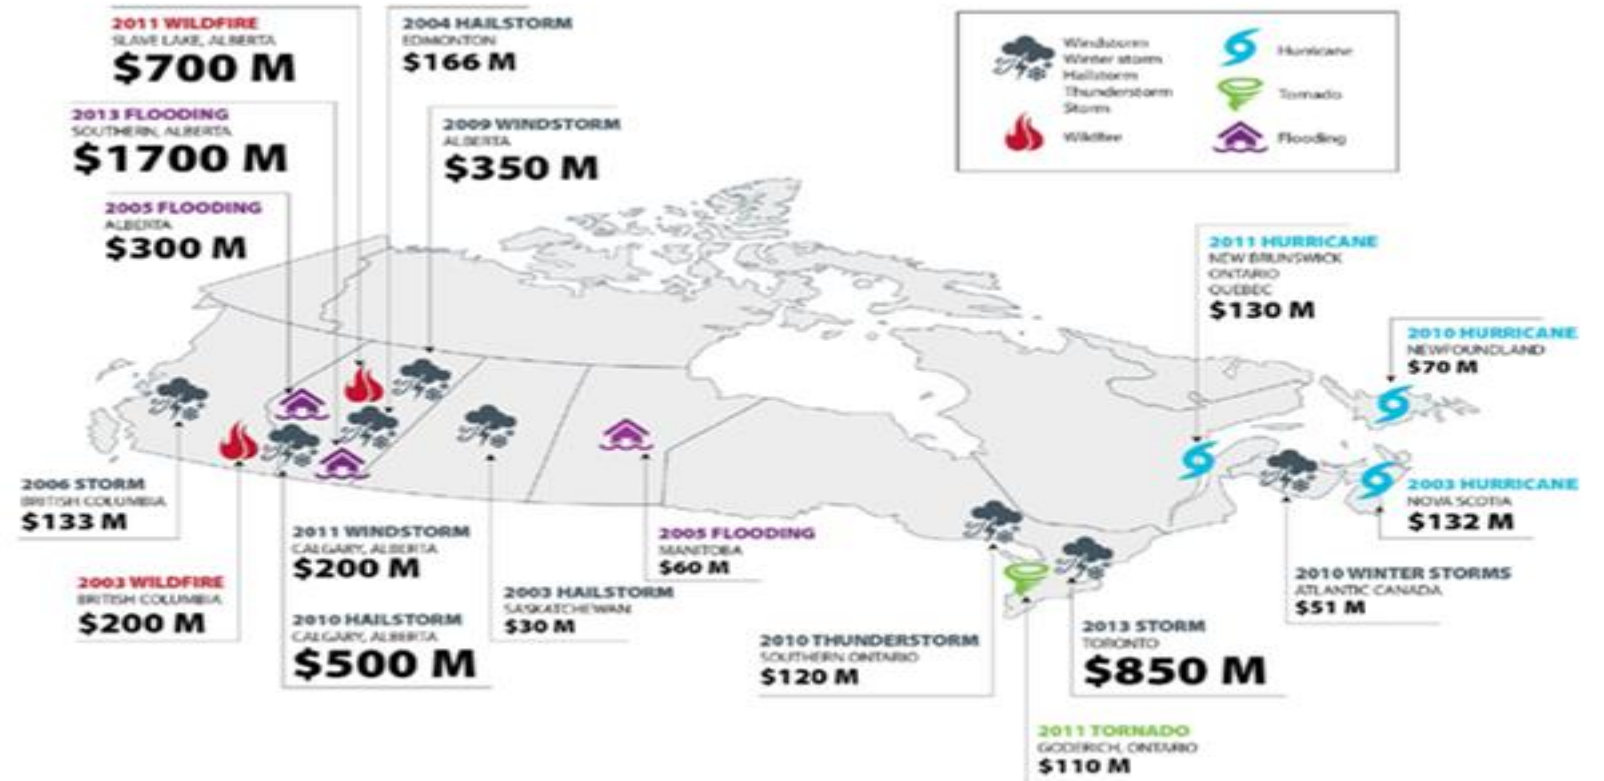 2011 WILDFIRE
SLAVE LAKE, ALBERTA
$700 M
2004 HAILSTORM
EDMONTON
$166 M
2013 FLOODING
SOUTHERN, ALBERTA
$1700 M
2009 WINDSTORM
ALBERTA
$350 M
2005 FLOODING
ALBERTA
$300 M
Windstorm
Winter storm
Hailstorm
Thunderstorm
Storm
Wildfire
Hurricane
Tornado
Flooding
2011 HURRICANE
NEW BRUNSWICK
ONTARIO
QUEBEC
$130 M
2010 HURRICANE
NEWFOUNDLAND
$70 M
2006 STORM
BRITISH COLUMBIA
$133 M
2003 WILDFIRE
BRITISH COLUMBIA
$200 M
2011 WINDSTORM
CALGARY, ALBERTA
$200 M
2010 HAILSTORM
CALGARY, ALBERTA
$500 M
2003 HAILSTORM
SASKATCHEWAN
$30 M
2005 FLOODING
MANITOBA
$60 M
2010 THUNDERSTORM
SOUTHERN ONTARIO
$120 M
2013 STORM
TORONTO
$850 M
2011 TORNADO
GODERICH, ONTARIO
$110 M
2003 HURRICANE
NOVA SCOTIA
$132 M
2010 WINTER STORMS
ATLANTIC CANADA
$51 M